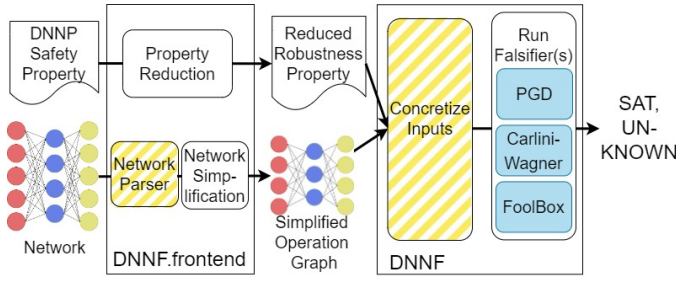 DNNP
Safety
Property
Property
Reduction
Reduced
Robustness
Property
Network
Network
Parser
Network
Simp-
lification
DNNF.frontend
Simplified
Operation
Graph
Concretize
Inputs
DNNF
Run
Falsifier(s)
PGD
Carlini-
Wagner
FoolBox
SAT,
UN-
KNOWN